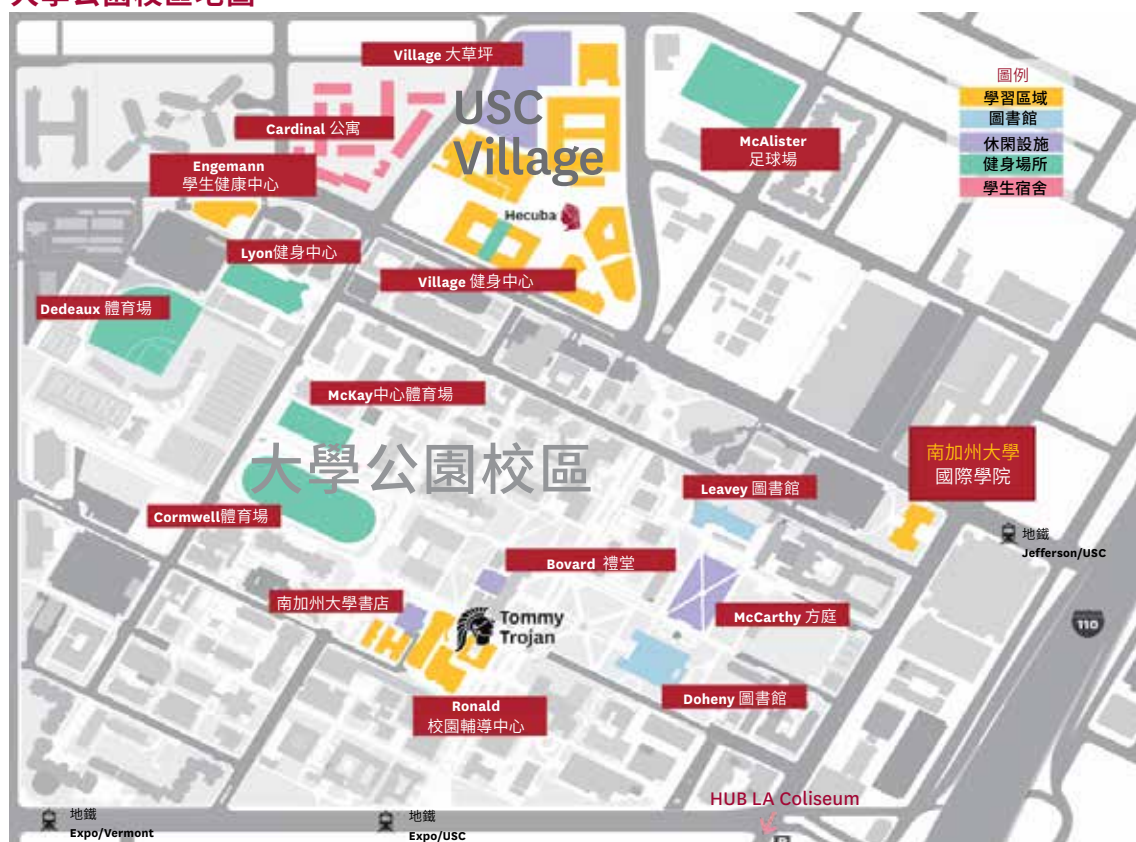 大學公園校區地圖
Village 大草坪
USC
Village
圖例
學習區域
圖書館
休閑設施
健身場所
學生宿舍
Cardinal 公寓
McAlister
足球場
Engemann
學生健康中心
Hecuba
Lyon健身中心
Village 健身中心
Dedeaux 體育場
McKay中心體育場
大學公園校區
南加州大學
國際學院
Leavey 圖書館
Cormwell體育場
地鐵
Jefferson/USC
Bovard 禮堂
南加州大學書店
Tommy
Trojan
McCarthy 方庭
110
Doheny 圖書館
Ronald
校園輔導中心
HUB LA Coliseum
地鐵
Expo/Vermont
地鐵
Expo/USC